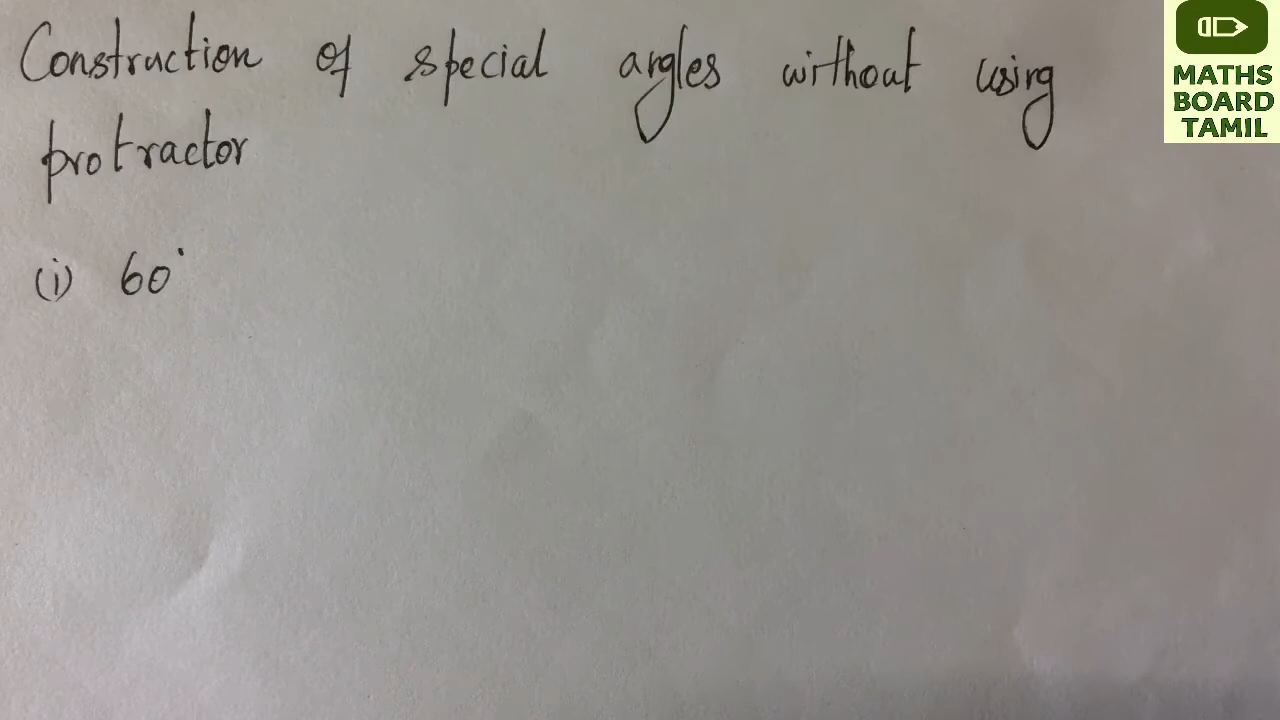 Construction of special angles without using
protractor
(i) 60°
MATHS
BOARD
TAMIL